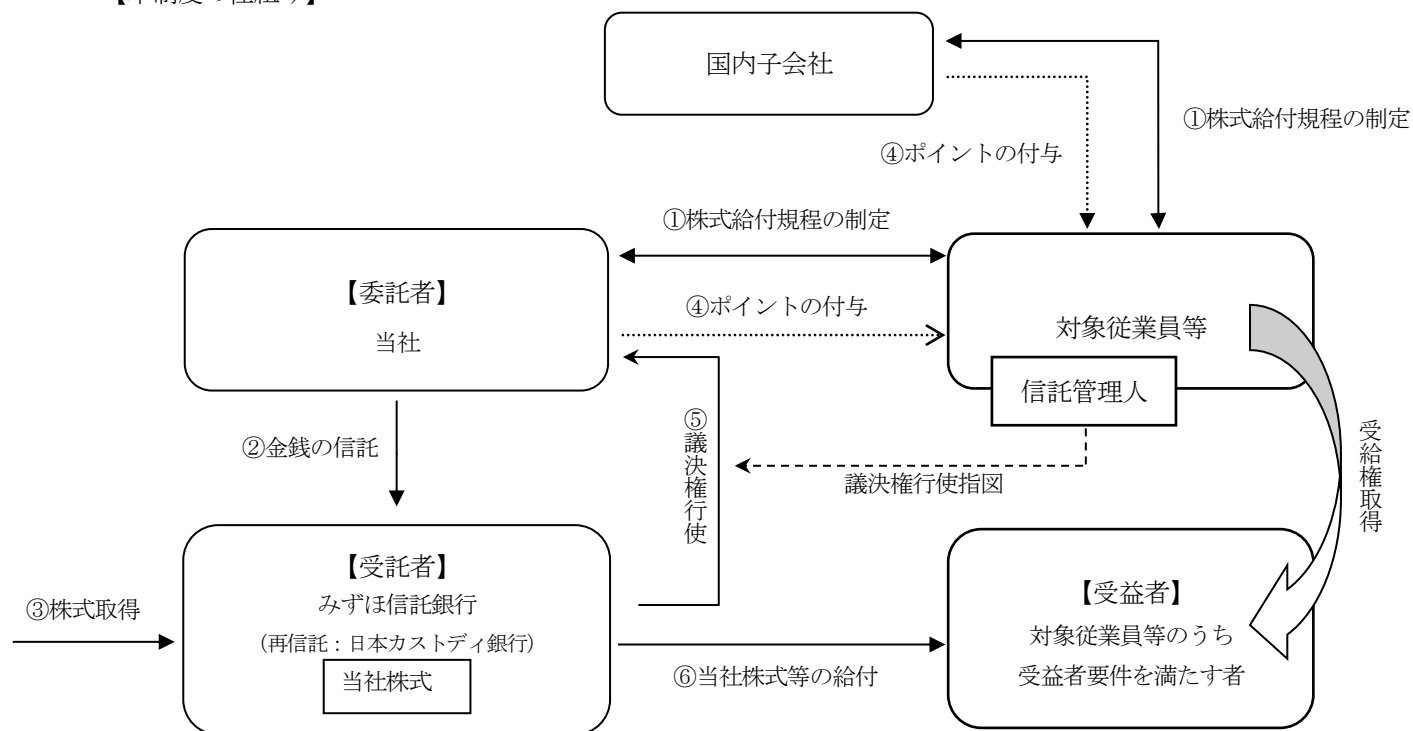 国内子会社
①株式給付規程の制定
④ポイントの付与
①株式給付規程の制定
【委託者】
当社
④ポイントの付与
対象従業員等
信託管理人
②金銭の信託
⑤議決権行使
議決権行使指図
受給権取得
【受託者】
みずほ信託銀行
(再信託：日本カストディ銀行)
当社株式
③株式取得
⑥当社株式等の給付
【受益者】
対象従業員等のうち
受益者要件を満たす者